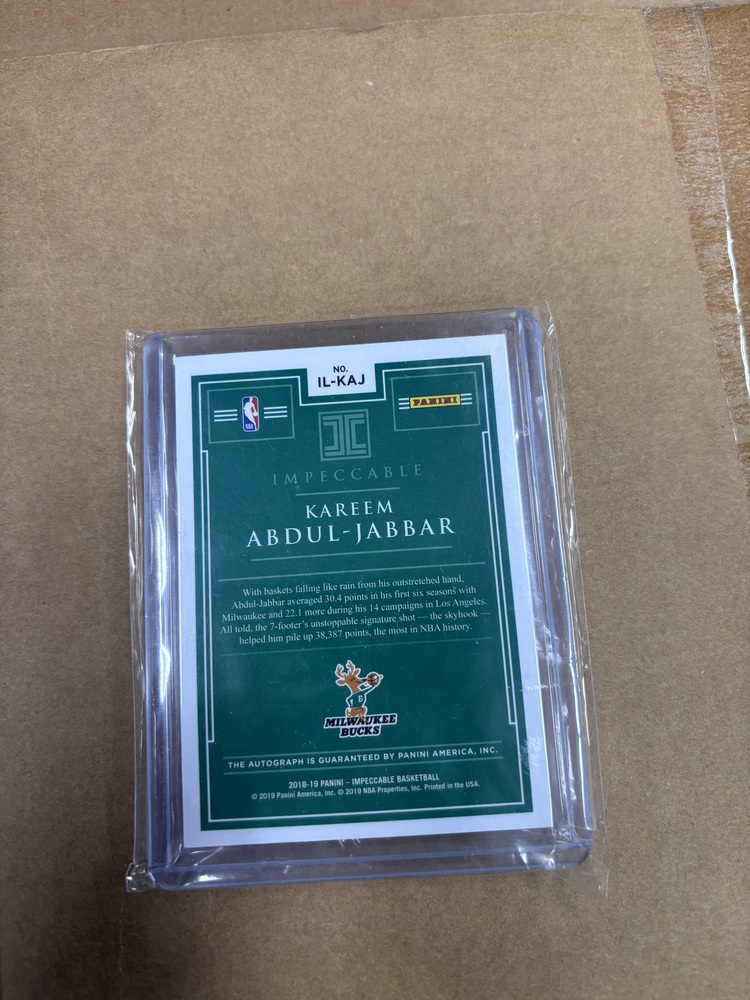 NO.
IL-KAJ
NBA
PANINI
IMPECCABLE
KAREEM
ABDUL-JABBAR
With baskets falling like rain from his outstretched hand,
Abdul-Jabbar averaged 30.4 points in his first six seasons with
Milwaukee and 22.1 more during his 14 campaigns in Los Angeles.
All told, the 7-footer's unstoppable signature shot — the skyhook —
helped him pile up 38,387 points, the most in NBA history.
B
MILWAUKEE
BUCKS
THE AUTOGRAPH IS GUARANTEED BY PANINI AMERICA, INC.
2018-19 PANINI – IMPECCABLE BASKETBALL
© 2019 Panini America, Inc. © 2019 NBA Properties, Inc. Printed in the USA.